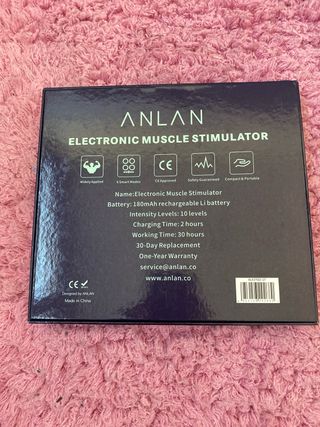 ANLAN
ELECTRONIC MUSCLE STIMULATOR
Widely Applied
6 Smart Modes
CE Approved
Safety Guaranteed
Compact & Portable
Name:Electronic Muscle Stimulator
Battery: 180mAh rechargeable Li battery
Intensity Levels: 10 levels
Charging Time: 2 hours
Working Time: 30 hours
30-Day Replacement
One-Year Warranty
service@anlan.co
www.anlan.co
CE
Designed by ANLAN
Made in China